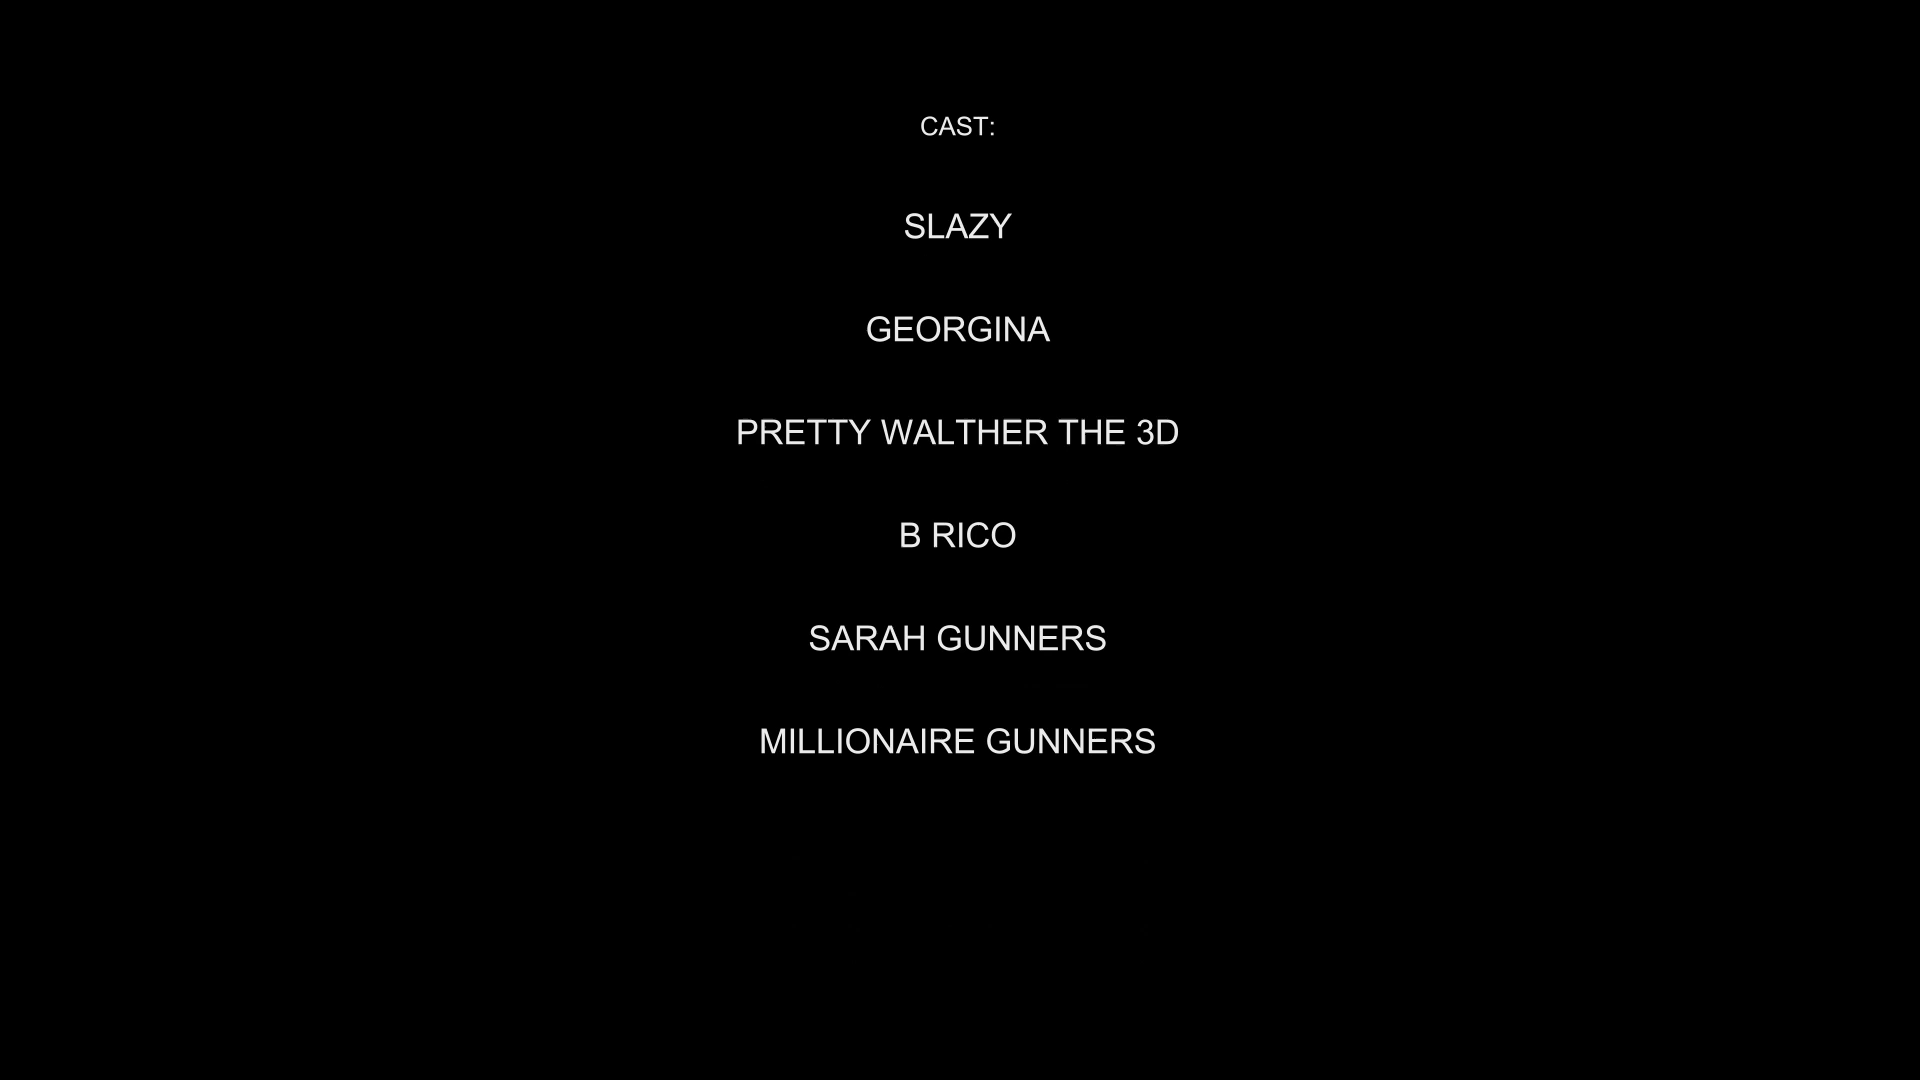 CAST:
SLAZY
GEORGINA
PRETTY WALTHER THE 3D
B RICO
SARAH GUNNERS
MILLIONAIRE GUNNERS